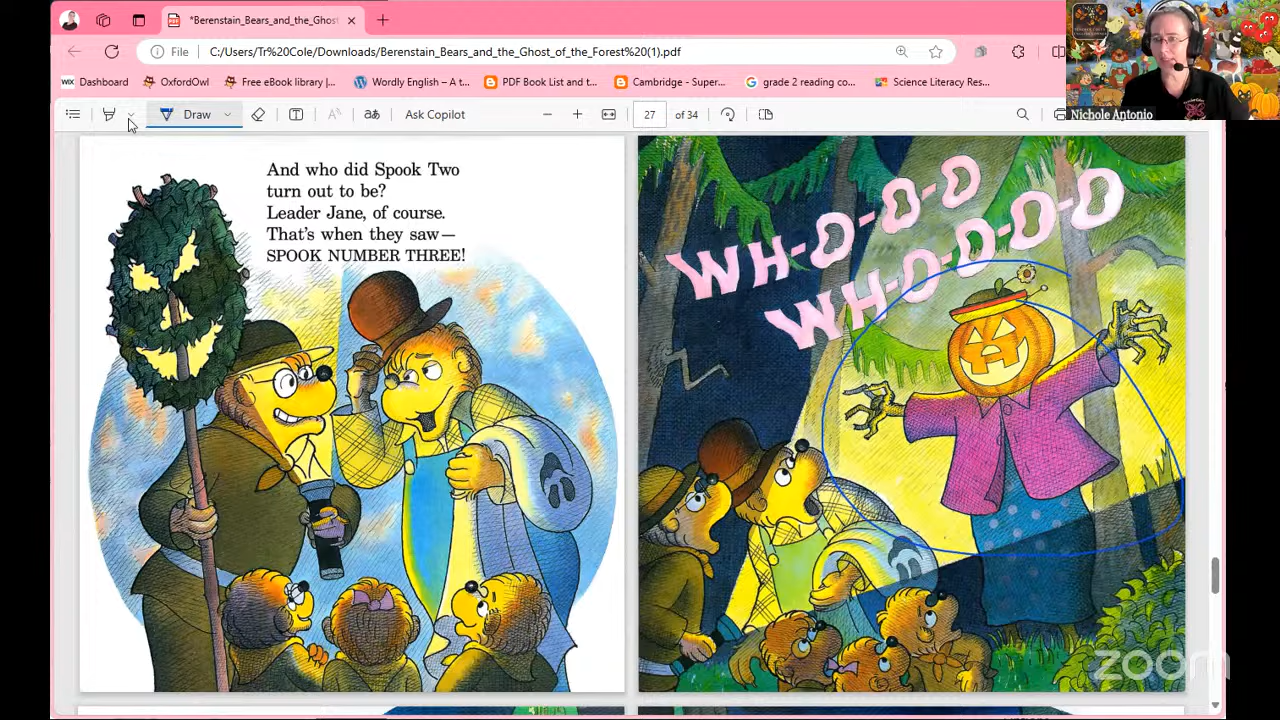 *Berenstain_Bears_and_the_Ghost
File
C:/Users/Tr%20Cole/Downloads/Berenstain_Bears_and_the_Ghost_of_the_Forest%20(1).pdf
Dashboard
OxfordOwl
Free eBook library |...
Wordly English – A t...
PDF Book List and t...
Cambridge - Super...
grade 2 reading co...
Science Literacy Res...
Nichole Antonio
Draw
Ask Copilot
27 of 34
And who did Spook Two
turn out to be?
Leader Jane, of course.
That's when they saw—
SPOOK NUMBER THREE!
WH-O-O-O
WH-O-O-O-O
zoom